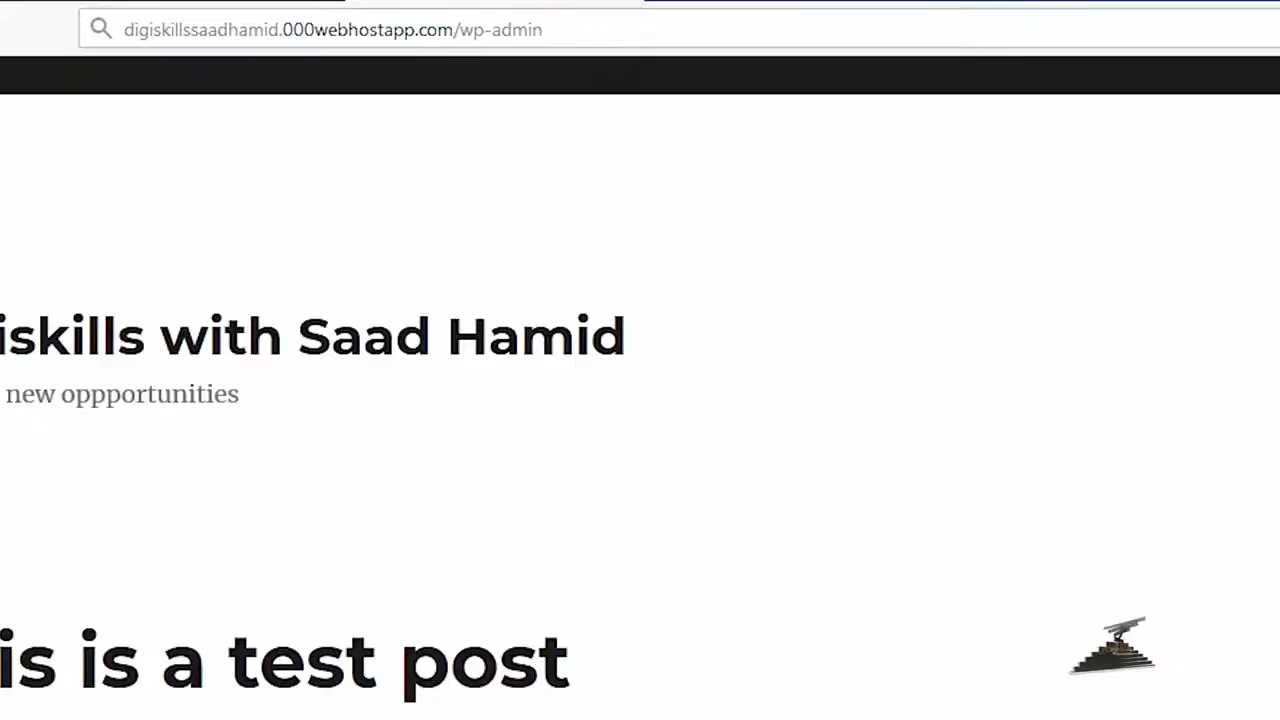 digiskillssaadhamid.000webhostapp.com/wp-admin
iskills with Saad Hamid
new oppportunities
is is a test post